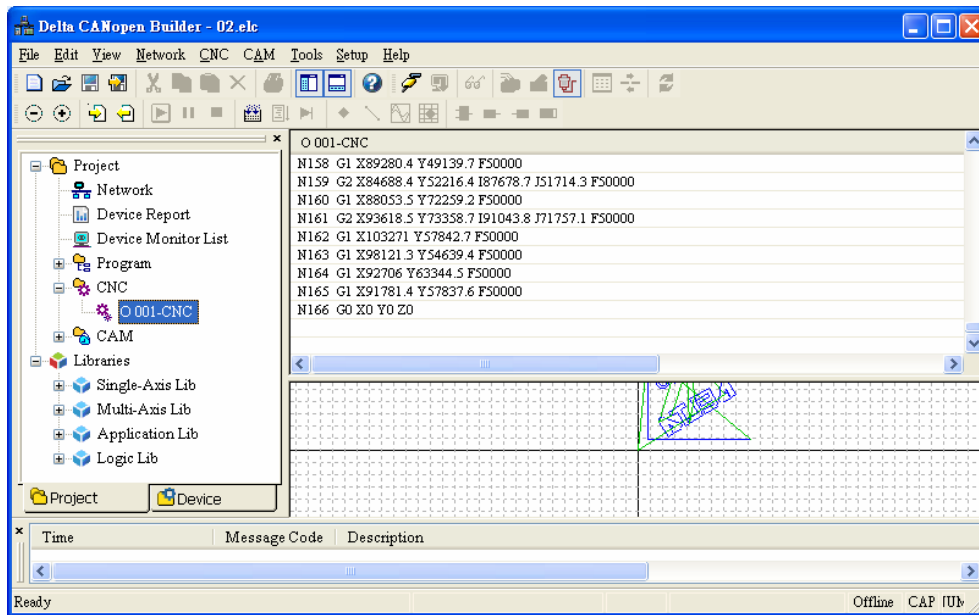 Delta CANopen Builder - 02.elc
File Edit View Network CNC CAM Tools Setup Help
Project
Network
Device Report
Device Monitor List
Program
CNC
O 001-CNC
CAM
Libraries
Single-Axis Lib
Multi-Axis Lib
Application Lib
Logic Lib
Project Device
O 001-CNC
N158 G1 X89280.4 Y49139.7 F50000
N159 G2 X84688.4 Y52216.4 I87678.7 J51714.3 F50000
N160 G1 X88053.5 Y72259.2 F50000
N161 G2 X93618.5 Y73358.7 I91043.8 J71757.1 F50000
N162 G1 X103271 Y57842.7 F50000
N163 G1 X98121.3 Y54639.4 F50000
N164 G1 X92706 Y63344.5 F50000
N165 G1 X91781.4 Y57837.6 F50000
N166 G0 X0 Y0 Z0
Time Message Code Description
Ready Offline CAP